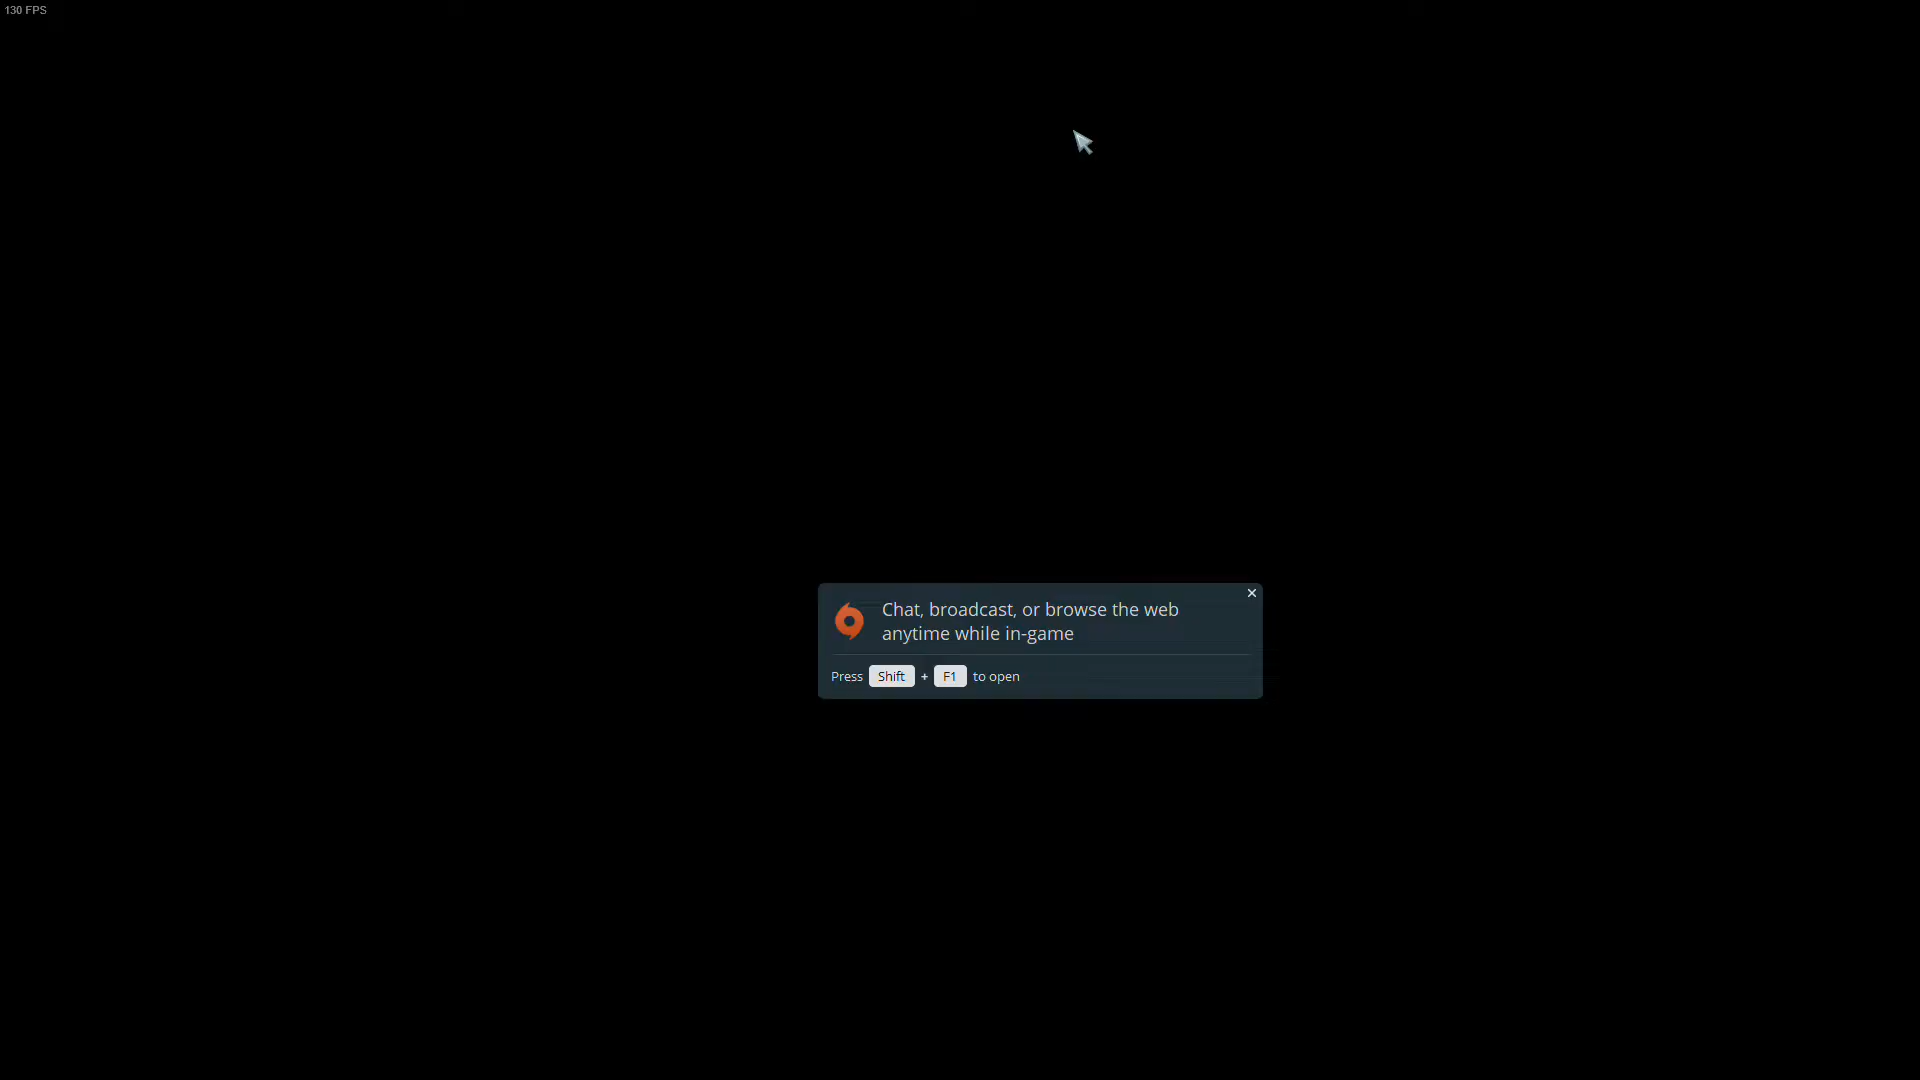 130 FPS
Chat, broadcast, or browse the web
anytime while in-game
Press Shift + F1 to open